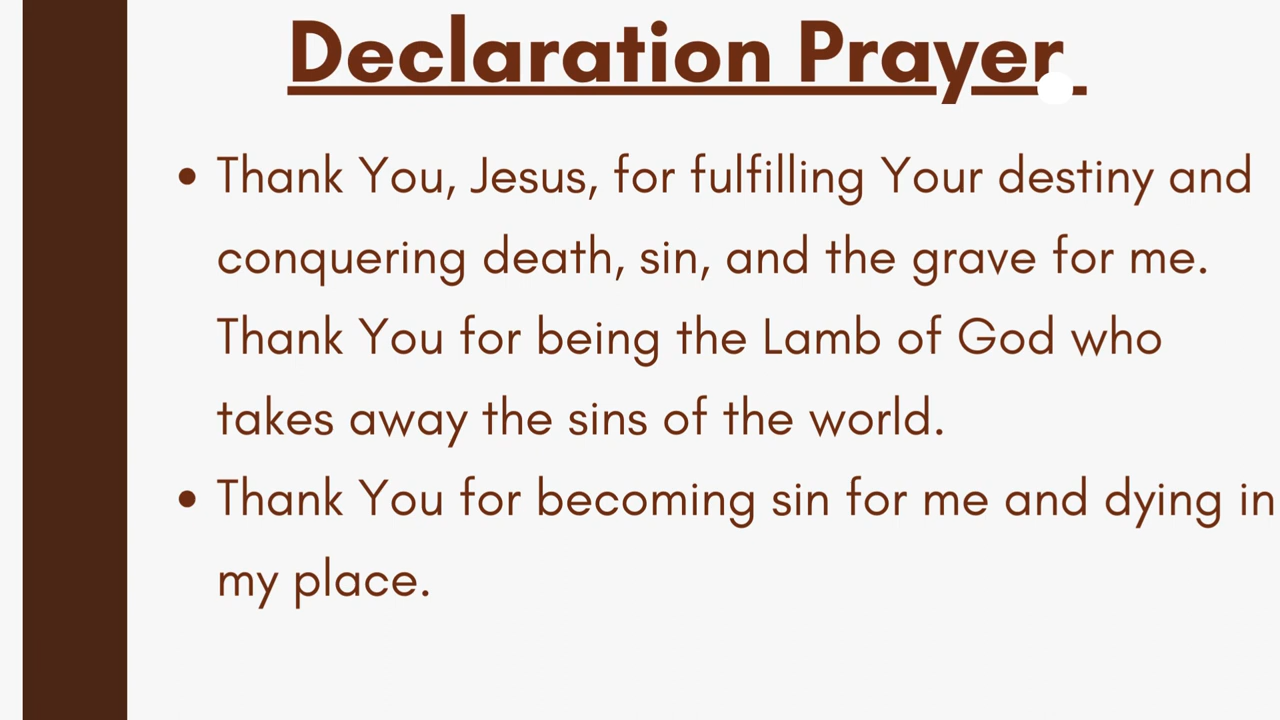 Declaration Prayer
• Thank You, Jesus, for fulfilling Your destiny and
conquering death, sin, and the grave for me.
Thank You for being the Lamb of God who
takes away the sins of the world.
• Thank You for becoming sin for me and dying in
my place.